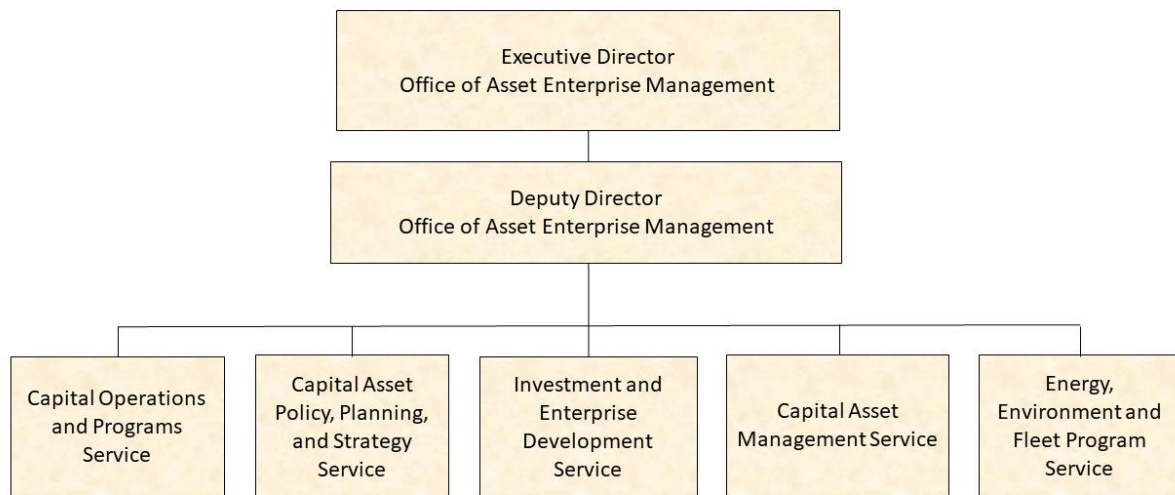 Executive Director
Office of Asset Enterprise Management
Deputy Director
Office of Asset Enterprise Management
Capital Operations
and Programs
Service
Capital Asset
Policy, Planning,
and Strategy
Service
Investment and
Enterprise
Development
Service
Capital Asset
Management Service
Energy,
Environment and
Fleet Program
Service